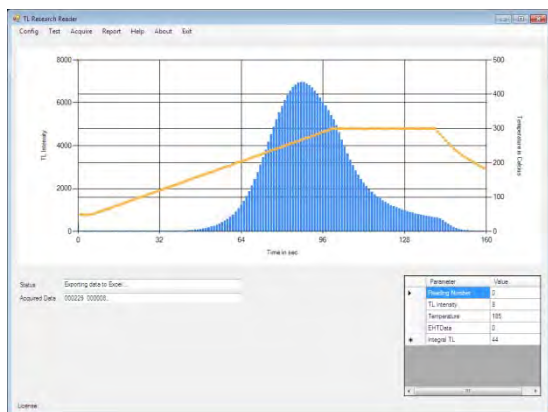 TL Research Reader
Config Test Acquire Report Help About Exit
8000
6000
4000
2000
0
TL Intensity
500
400
300
200
100
0
Temperature in Celsius
0 32 64 96 128 160
Time in sec
Status Exporting data to Excel...
Acquired Data 000229 000008..
Parameter Value
Reading Number 0
TL Intensity 8
Temperature 185
EHTData 0
Integral TL 44
License